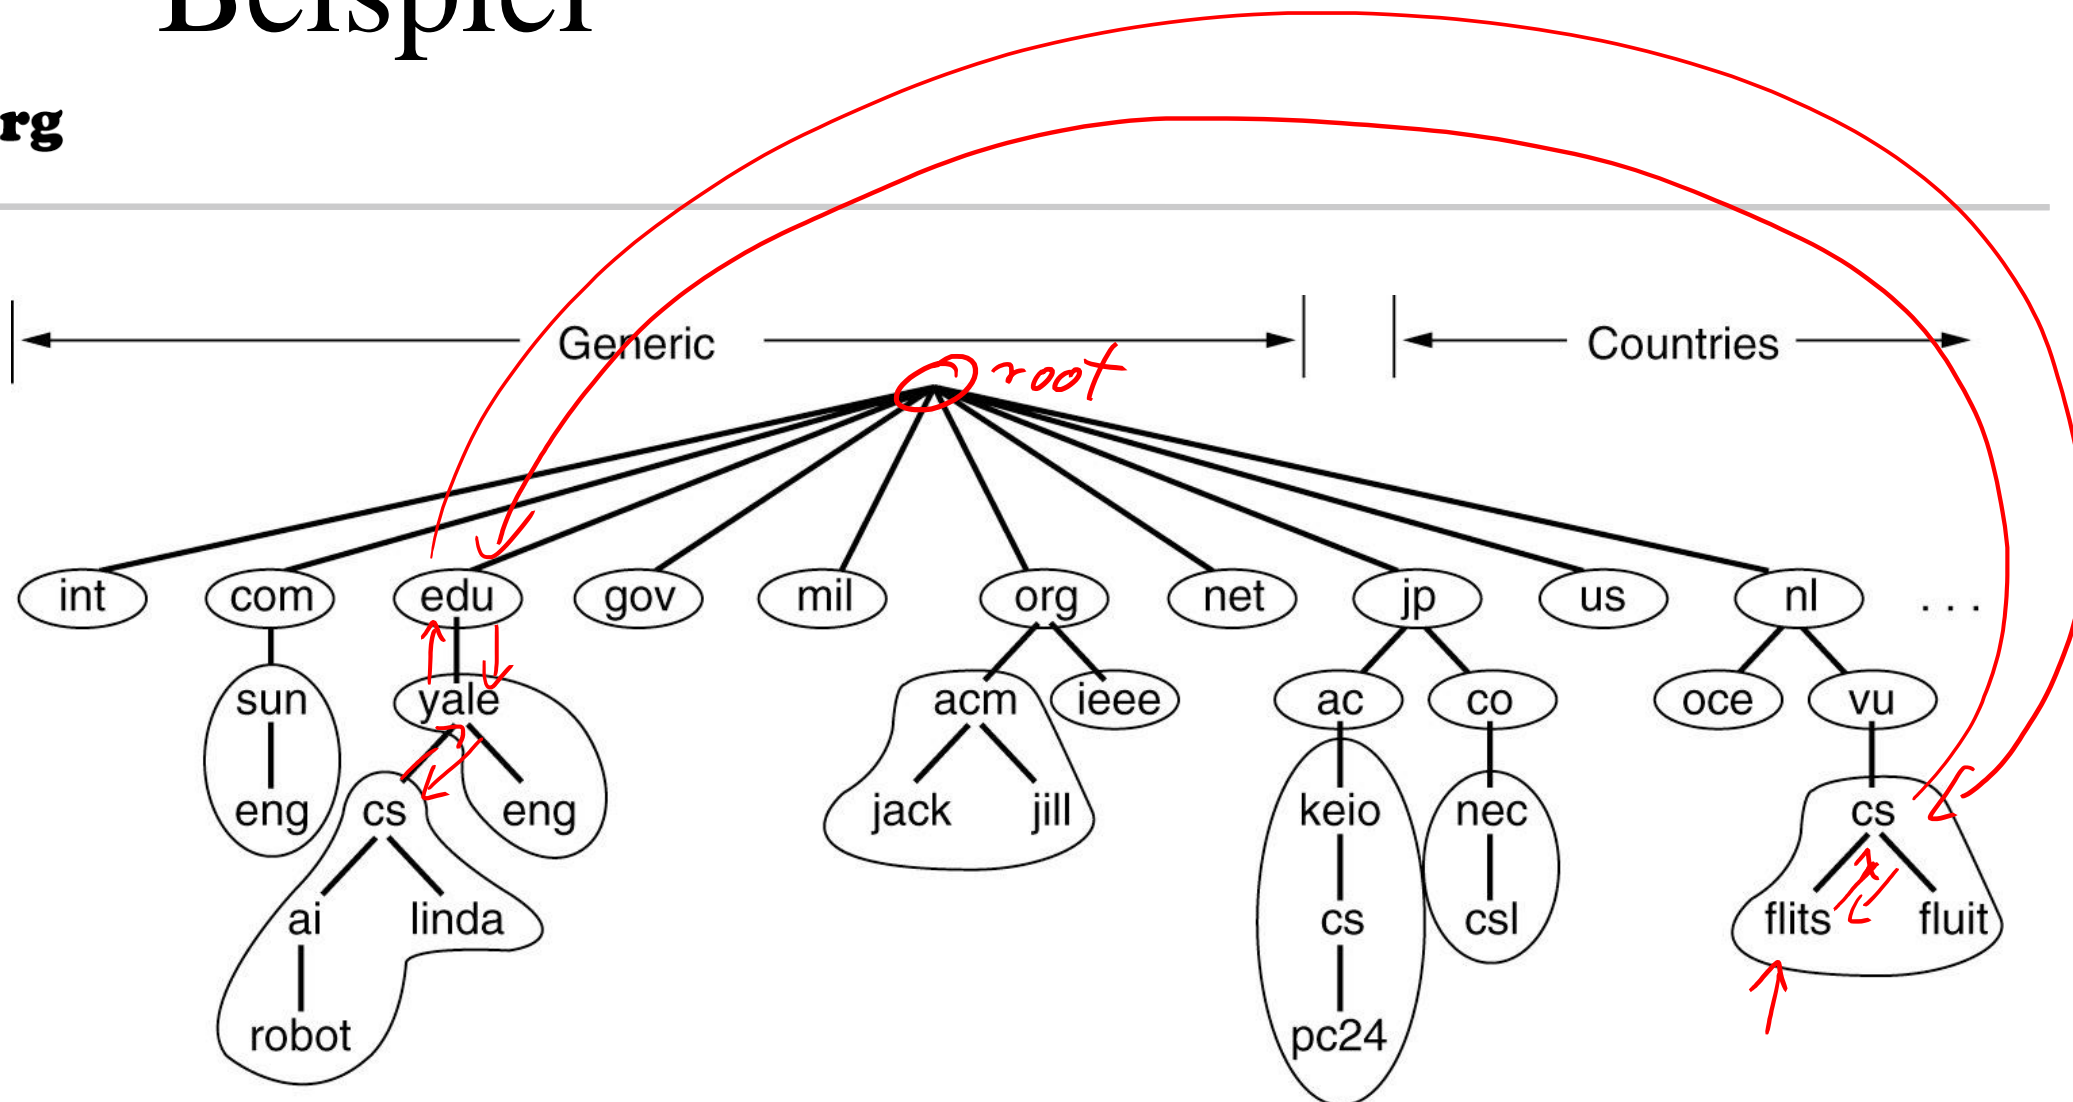 Beispiel
rg
Generic Countries
root
int com edu gov mil org net jp us nl ...
sun yale acm ieee ac co oce vu
eng cs eng jack jill keio nec cs
ai linda cs csl flits fluit
robot pc24